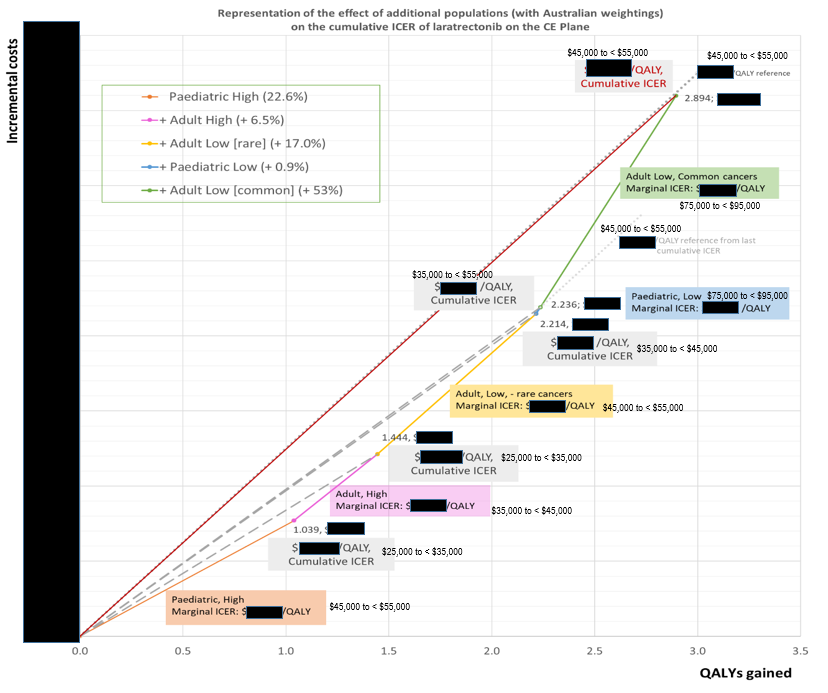 Representation of the effect of additional populations (with Australian weightings)
on the cumulative ICER of laratrectonib on the CE Plane
Incremental costs
Paediatric High (22.6%)
+ Adult High (+ 6.5%)
+ Adult Low [rare] (+ 17.0%)
+ Paediatric Low (+ 0.9%)
+ Adult Low [common] (+ 53%)
$45,000 to < $55,000
/QALY,
Cumulative ICER
$45,000 to < $55,000
/QALY reference
2.894;
Adult Low, Common cancers
Marginal ICER: $ /QALY
$75,000 to < $95,000
$45,000 to < $55,000
/QALY reference from last
cumulative ICER
$35,000 to < $55,000
$ /QALY,
Cumulative ICER
2.236;
Paediatric, Low $75,000 to < $95,000
Marginal ICER: /QALY
2.214,
$ /QALY,
Cumulative ICER $35,000 to < $45,000
Adult, Low, - rare cancers
Marginal ICER: $ /QALY $45,000 to < $55,000
1.444, $
$ /QALY, $25,000 to < $35,000
Cumulative ICER
Adult, High
Marginal ICER: $ /QALY $35,000 to < $45,000
1.039, $
$ /QALY, $25,000 to < $35,000
Cumulative ICER
Paediatric, High
Marginal ICER: $ /QALY $45,000 to < $55,000
0.0 0.5 1.0 1.5 2.0 2.5 3.0 3.5
QALYs gained